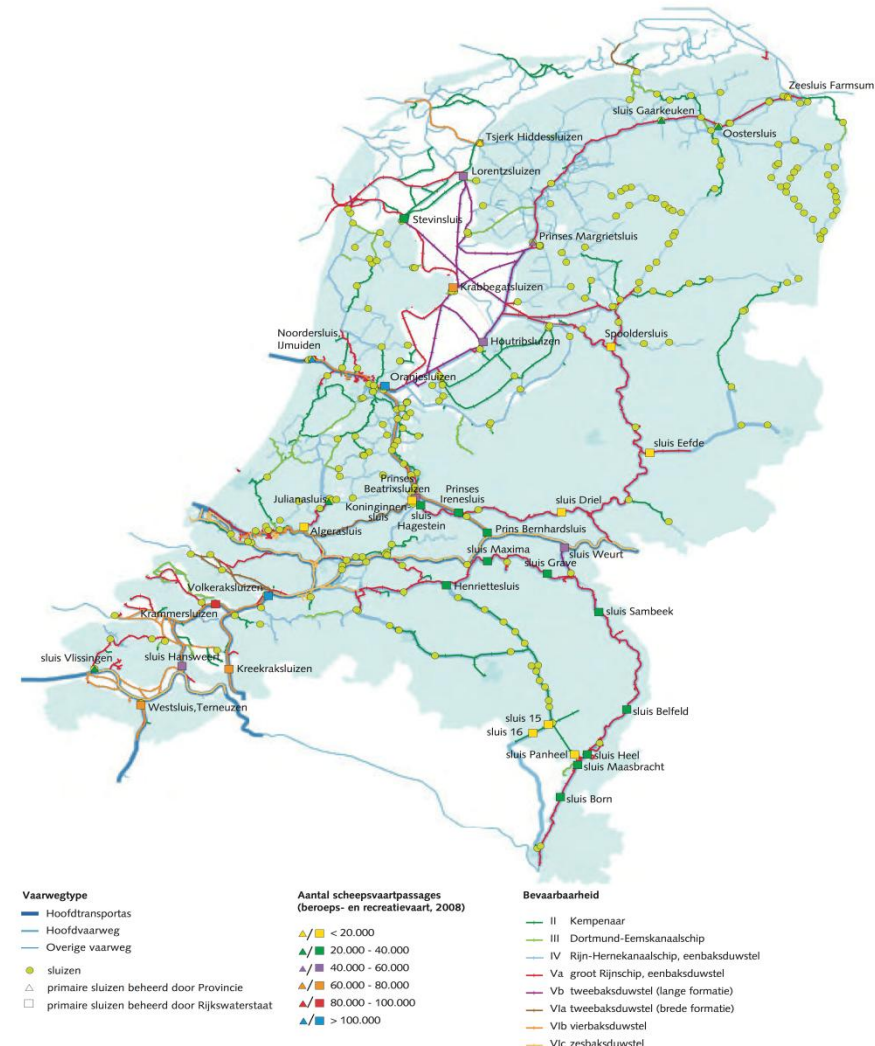 Zeesluis Farmsum
sluis Gaarkeuken
Oostersluis
Tsjerk Hiddessluizen
Lorentzsluizen
Stevinsluis
Prinses Margrietsluis
Krabbegatsluizen
Noordersluis,
IJmuiden
Houtribsluizen
Spooldersluis
Oranjesluizen
sluis Eefde
Prinses
Beatrixsluizen
Prinses
Irenesluis
Julianasluis
Koninginnen-
sluis
sluis
Hagestein
sluis Driel
Algerasluis
Prins Bernhardsluis
sluis Maxima
sluis Weurt
sluis Grave
Volkeraksluizen
Henriettesluis
Krammersluizen
sluis Sambeek
sluis Vlissingen
sluis Hansweert
Kreekraksluizen
Westsluis,Terneuzen
sluis Belfeld
sluis 15
sluis 16
sluis Panheel
sluis Heel
sluis Maasbracht
sluis Born
Vaarwegtype
Hoofdtransportas
Hoofdvaarweg
Overige vaarweg
sluizen
primaire sluizen beheerd door Provincie
primaire sluizen beheerd door Rijkswaterstaat
Aantal scheepsvaartpassages
(beroeps- en recreatievaart, 2008)
/ < 20.000
/ 20.000 - 40.000
/ 40.000 - 60.000
/ 60.000 - 80.000
/ 80.000 - 100.000
/ > 100.000
Bevaarbaarheid
II Kempenaar
III Dortmund-Eemskanaalschip
IV Rijn-Hernekanaalschip, eenbaksduwstel
Va groot Rijnschip, eenbaksduwstel
Vb tweebaksduwstel (lange formatie)
VIa tweebaksduwstel (brede formatie)
VIb vierbaksduwstel
VIc zesbaksduwstel